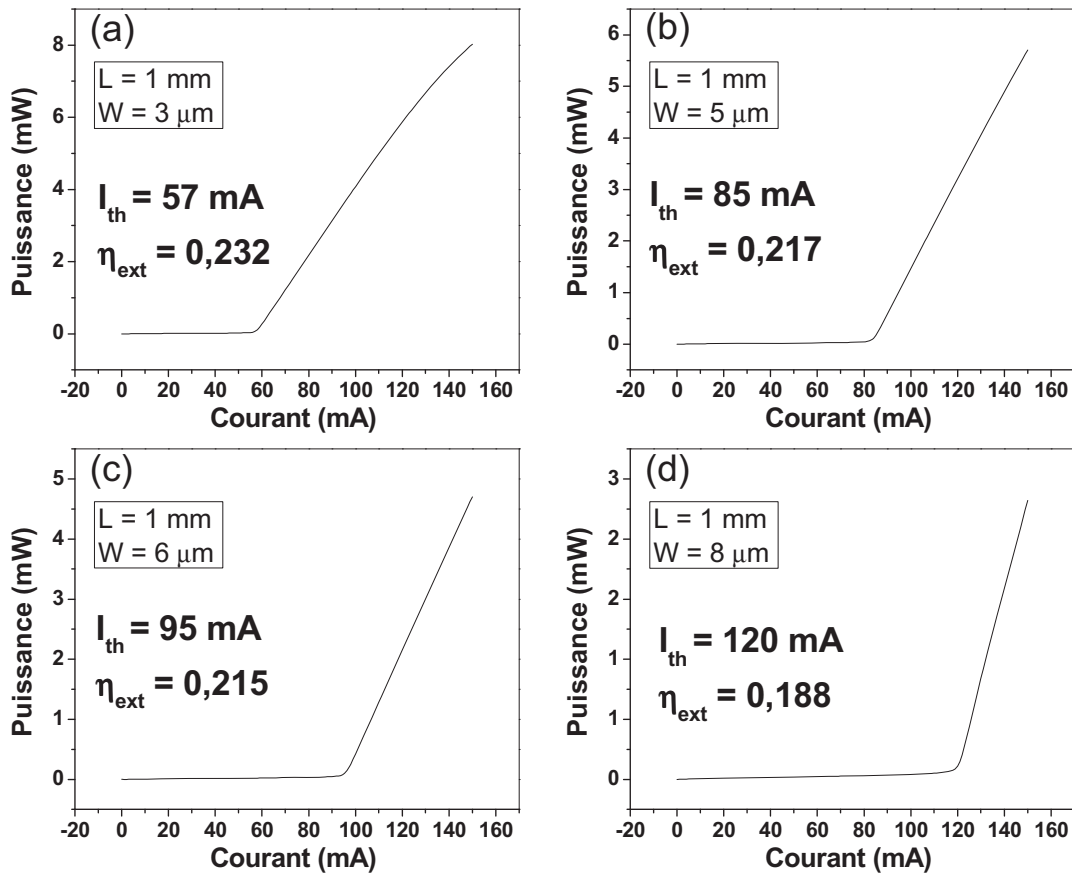 (a)
L = 1 mm
W = 3 μm
I_th = 57 mA
η_ext = 0,232
Puissance (mW)
8
6
4
2
0
-20 0 20 40 60 80 100 120 140 160
Courant (mA)
(b)
L = 1 mm
W = 5 μm
I_th = 85 mA
η_ext = 0,217
Puissance (mW)
6
5
4
3
2
1
0
-20 0 20 40 60 80 100 120 140 160
Courant (mA)
(c)
L = 1 mm
W = 6 μm
I_th = 95 mA
η_ext = 0,215
Puissance (mW)
5
4
3
2
1
0
-20 0 20 40 60 80 100 120 140 160
Courant (mA)
(d)
L = 1 mm
W = 8 μm
I_th = 120 mA
η_ext = 0,188
Puissance (mW)
3
2
2
1
1
0
-20 0 20 40 60 80 100 120 140 160
Courant (mA)